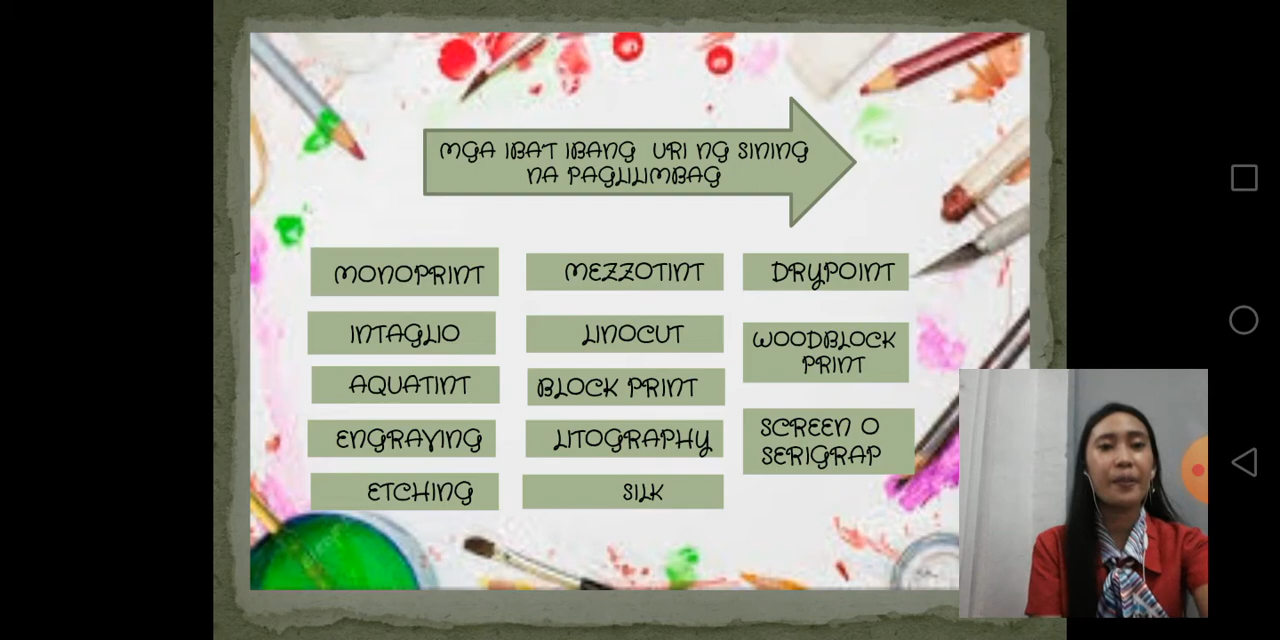 MGA IBA'T IBANG URI NG SINING
NA PAGLILIMBAG
MONOPRINT
INTAGLIO
AQUATINT
ENGRAVING
ETCHING
MEZZOTINT
LINOCUT
BLOCK PRINT
LITOGRAPHY
SILK
DRYPOINT
WOODBLOCK
PRINT
SCREEN O
SERIGRAP